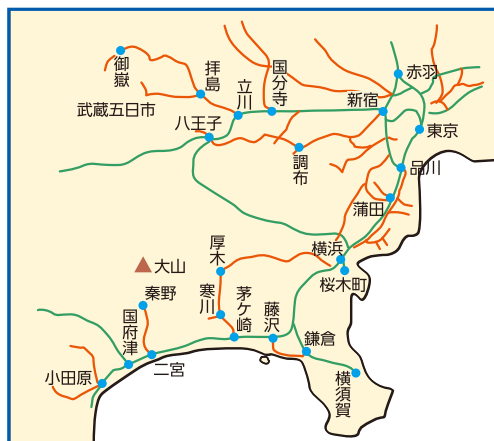 赤羽
御嶽
拝島
立川
国分寺
新宿
武蔵五日市
八王子
東京
調布
品川
蒲田
横浜
桜木町
厚木
大山
秦野
寒川
茅ケ崎
藤沢
国府津
鎌倉
小田原
二宮
横須賀